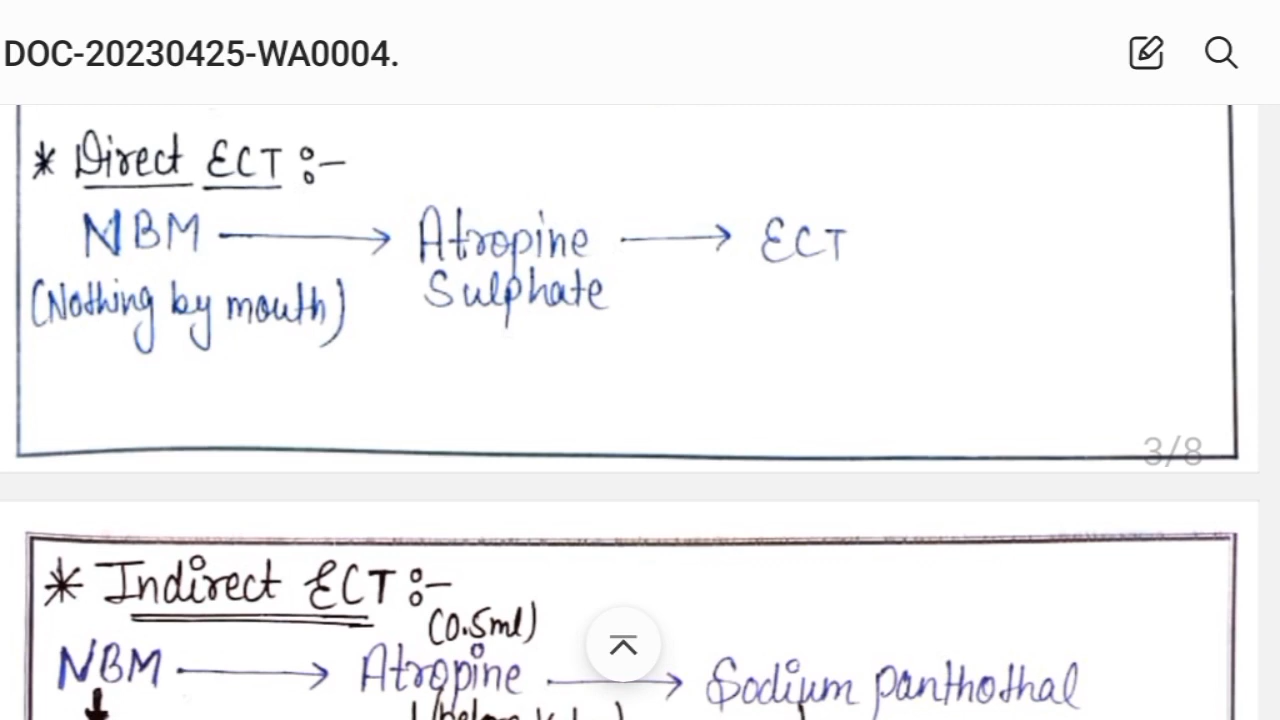 DOC-20230425-WA0004.
* Direct ECT :-
NBM → Atropine → ECT
(Nothing by mouth) Sulphate
3/8
* Indirect ECT :-
(0.5ml)
NBM → Atropine → Sodium panthothal